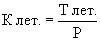 К лет. = Т лет. / Р